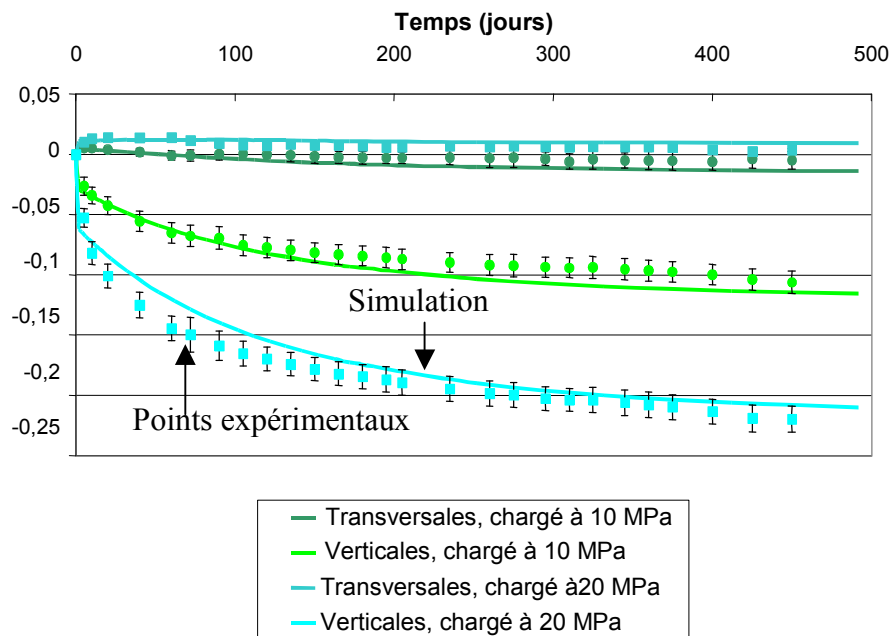 Temps (jours)
0 100 200 300 400 500
0,05
0
-0,05
-0,1
-0,15
-0,2
-0,25
Simulation
Points expérimentaux
Transversales, chargé à 10 MPa
Verticales, chargé à 10 MPa
Transversales, chargé à20 MPa
Verticales, chargé à 20 MPa